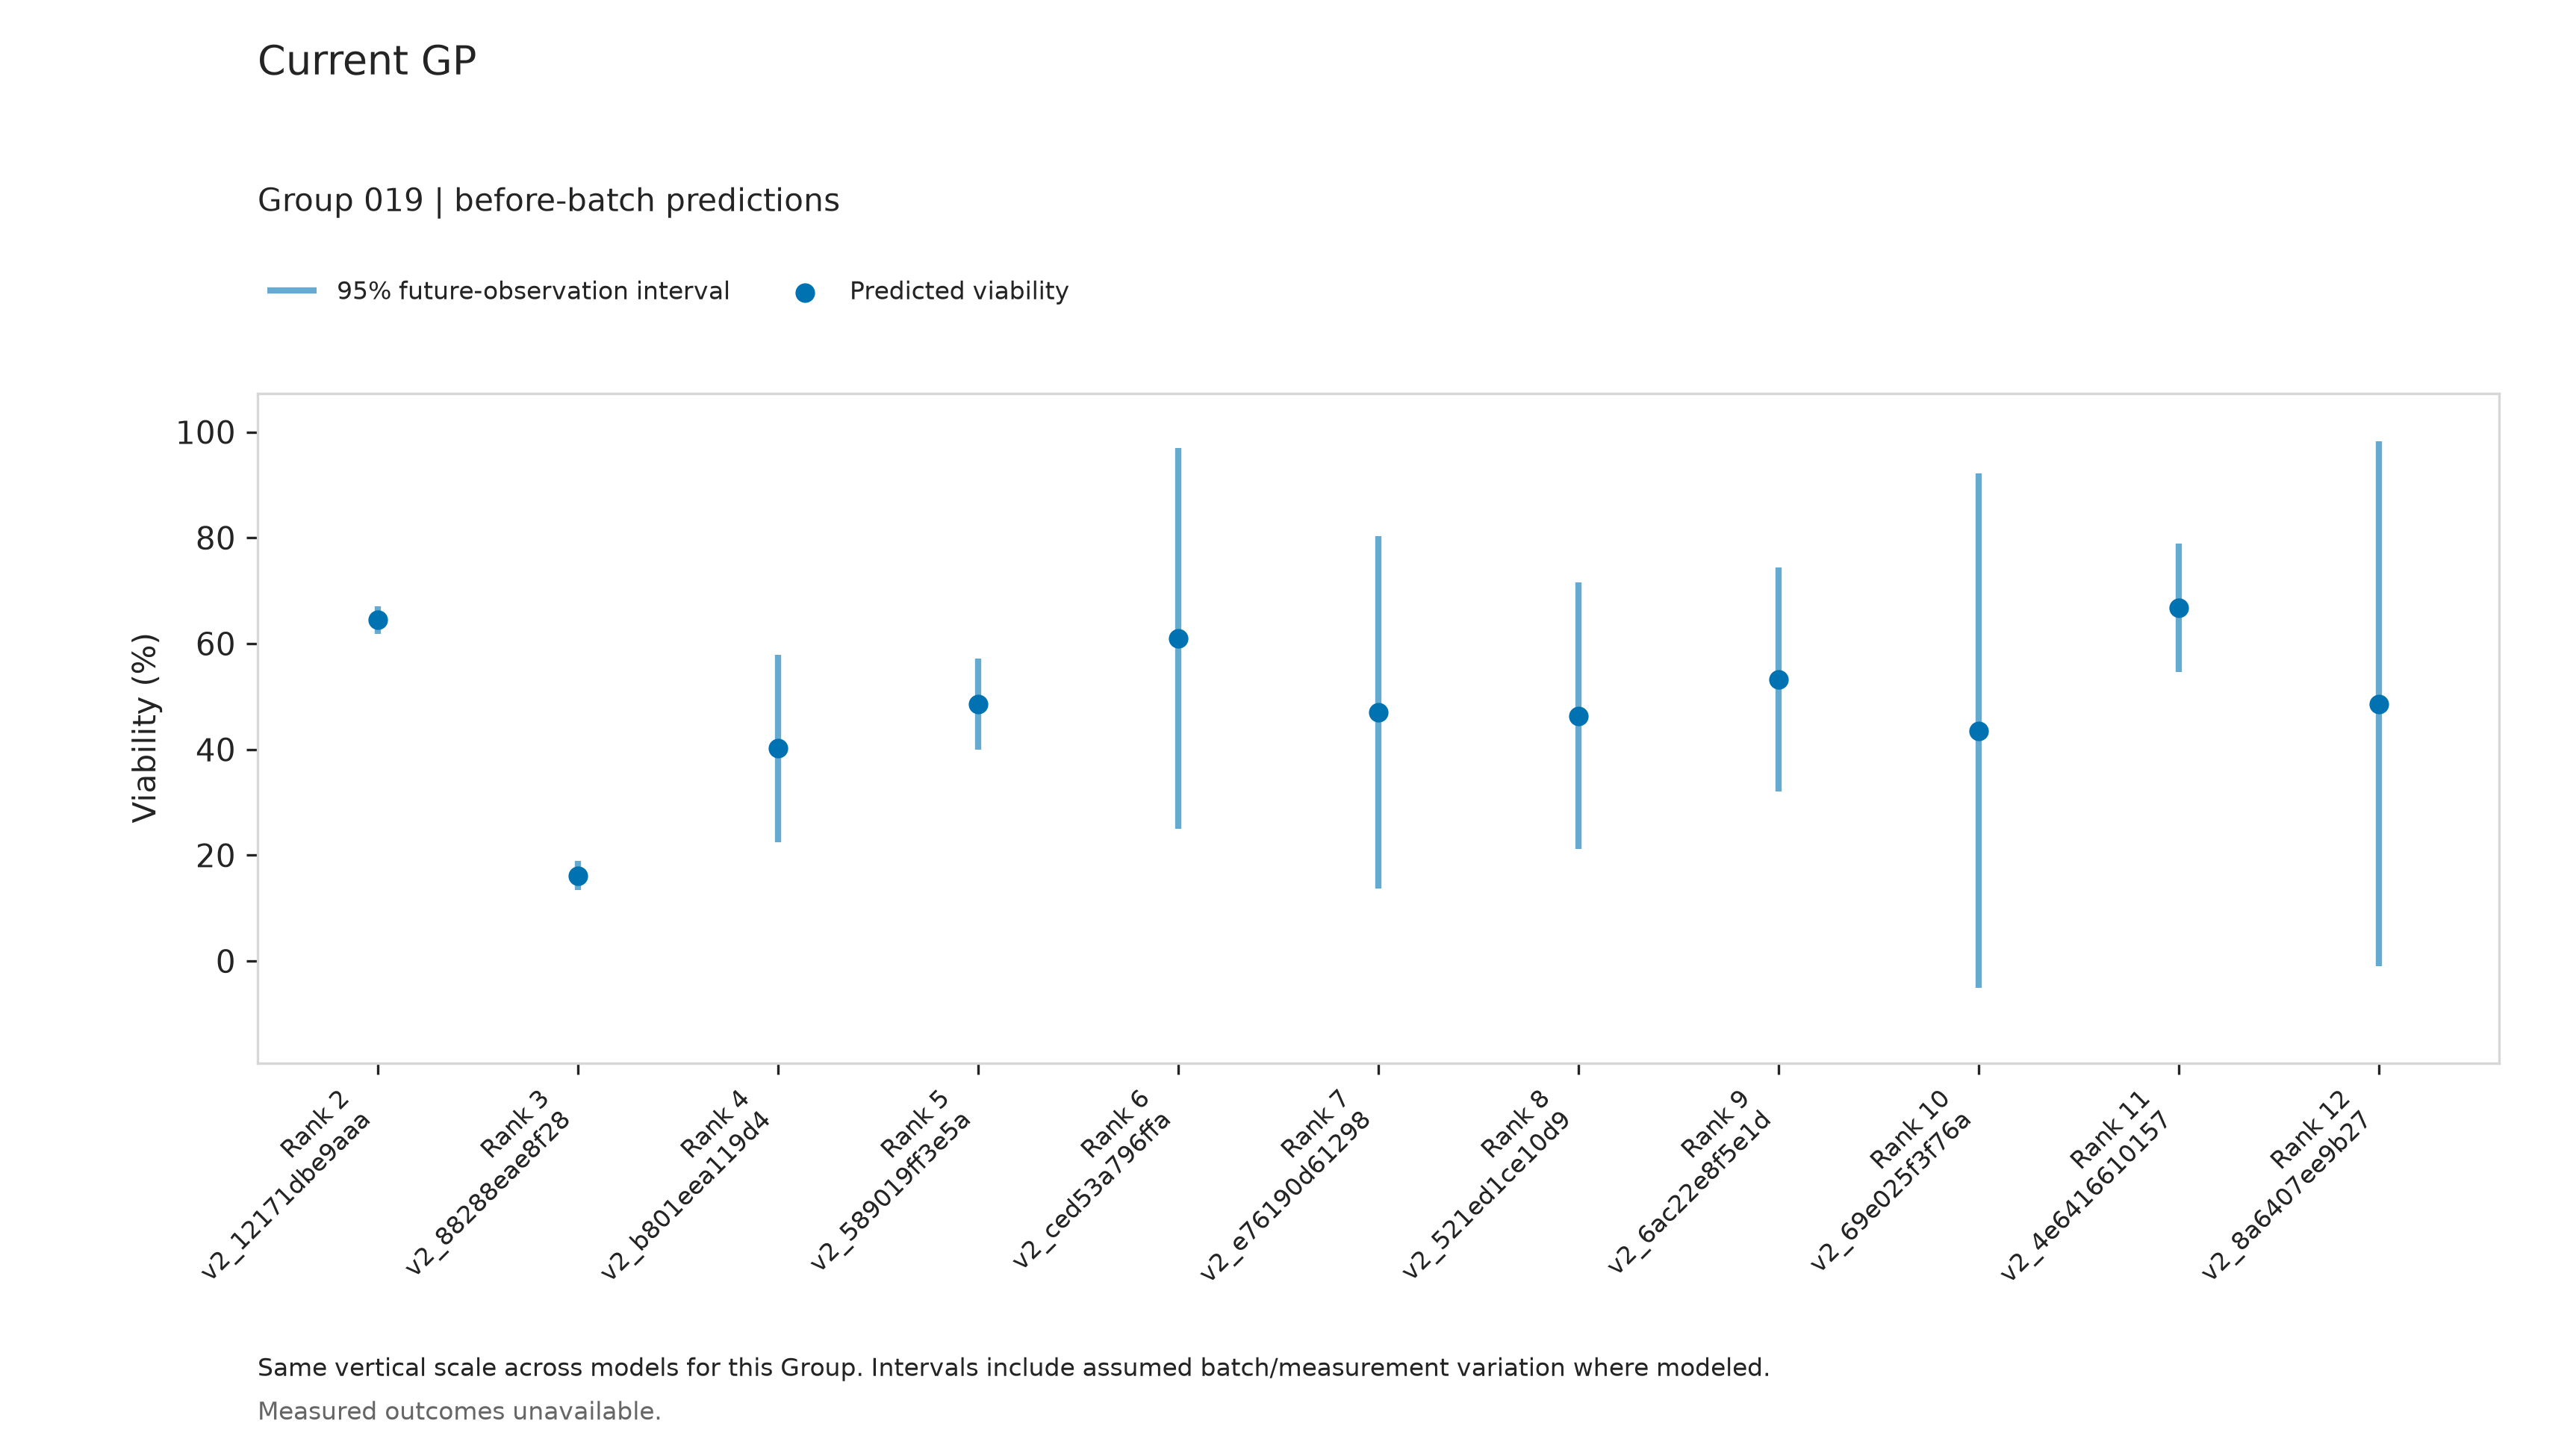 Current GP
Group 019 | before-batch predictions
95% future-observation interval
Predicted viability
Viability (%)
100
80
60
40
20
0
Rank 2
v2_12171dbe9aaa
Rank 3
v2_88288eae8f28
Rank 4
v2_b801eea119d4
Rank 5
v2_589019ff3e5a
Rank 6
v2_ced53a796ffa
Rank 7
v2_e76190d61298
Rank 8
v2_521ed1ce10d9
Rank 9
v2_6ac22e8f5e1d
Rank 10
v2_69e025f3f76a
Rank 11
v2_4e6416610157
Rank 12
v2_8a6407ee9b27
Same vertical scale across models for this Group. Intervals include assumed batch/measurement variation where modeled.
Measured outcomes unavailable.